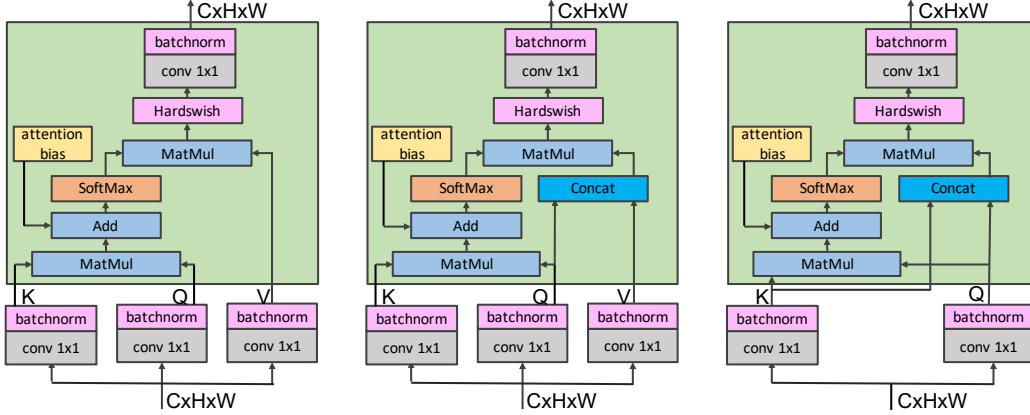 CxHxW
batchnorm
conv 1x1
Hardswish
attention
bias
MatMul
SoftMax
Add
MatMul
K
Q
V
batchnorm
batchnorm
batchnorm
conv 1x1
conv 1x1
conv 1x1
CxHxW
CxHxW
batchnorm
conv 1x1
Hardswish
attention
bias
MatMul
SoftMax
Concat
Add
MatMul
K
Q
V
batchnorm
batchnorm
batchnorm
conv 1x1
conv 1x1
conv 1x1
CxHxW
CxHxW
batchnorm
conv 1x1
Hardswish
attention
bias
MatMul
SoftMax
Concat
Add
MatMul
K
Q
batchnorm
batchnorm
conv 1x1
conv 1x1
CxHxW